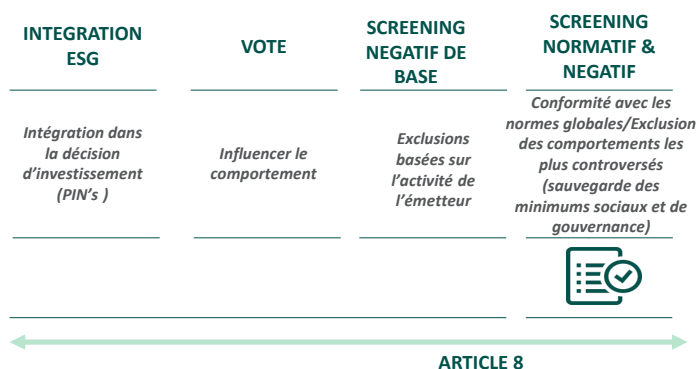 INTEGRATION
ESG
VOTE
SCREENING
NEGATIF DE
BASE
SCREENING
NORMATIF &
NEGATIF
Intégration dans
la décision
d'investissement
(PIN's )
Influencer le
comportement
Exclusions
basées sur
l'activité de
l'émetteur
Conformité avec les
normes globales/Exclusion
des comportements les
plus controversés
(sauvegarde des
minimums sociaux et de
gouvernance)
ARTICLE 8